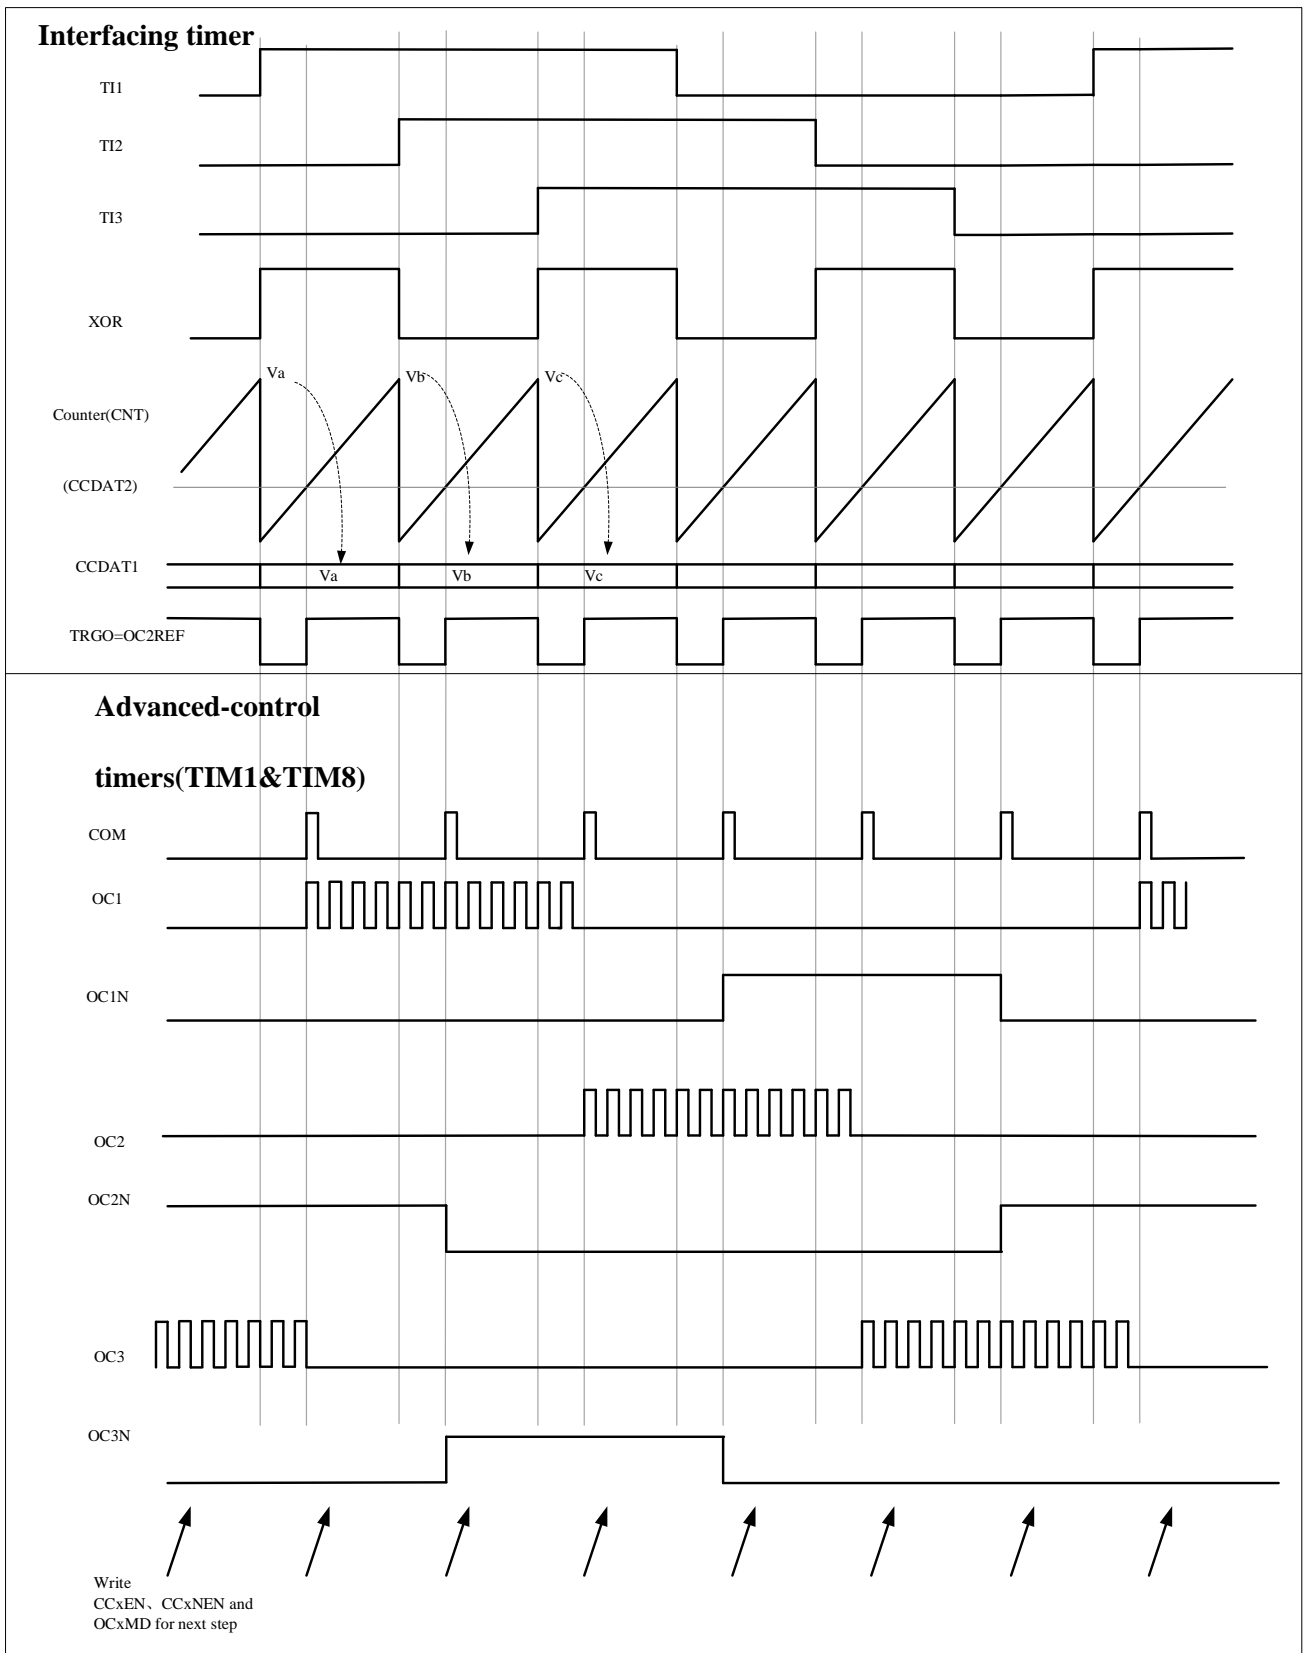 Interfacing timer
TI1
TI2
TI3
XOR
Va
Vb
Vc
Counter(CNT)
(CCDAT2)
CCDAT1
Va
Vb
Vc
TRGO=OC2REF
Advanced-control
timers(TIM1&TIM8)
COM
OC1
OC1N
OC2
OC2N
OC3
OC3N
Write
CCxEN、CCxNEN and
OCxMD for next step